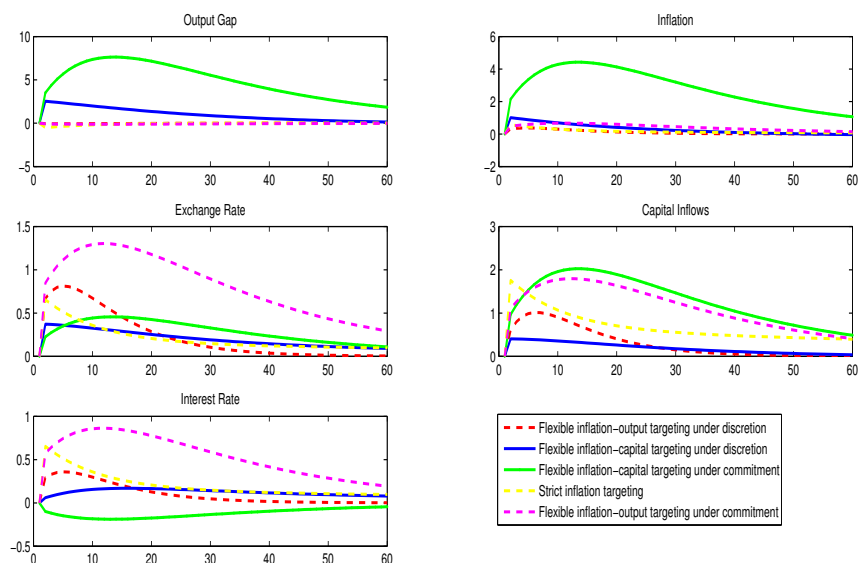 Output Gap
10
5
0
−5
0 10 20 30 40 50 60
Inflation
6
4
2
0
−2
0 10 20 30 40 50 60
Exchange Rate
1.5
1
0.5
0
0 10 20 30 40 50 60
Capital Inflows
3
2
1
0
0 10 20 30 40 50 60
Interest Rate
1
0.5
0
−0.5
0 10 20 30 40 50 60
Flexible inflation−output targeting under discretion
Flexible inflation−capital targeting under discretion
Flexible inflation−capital targeting under commitment
Strict inflation targeting
Flexible inflation−output targeting under commitment